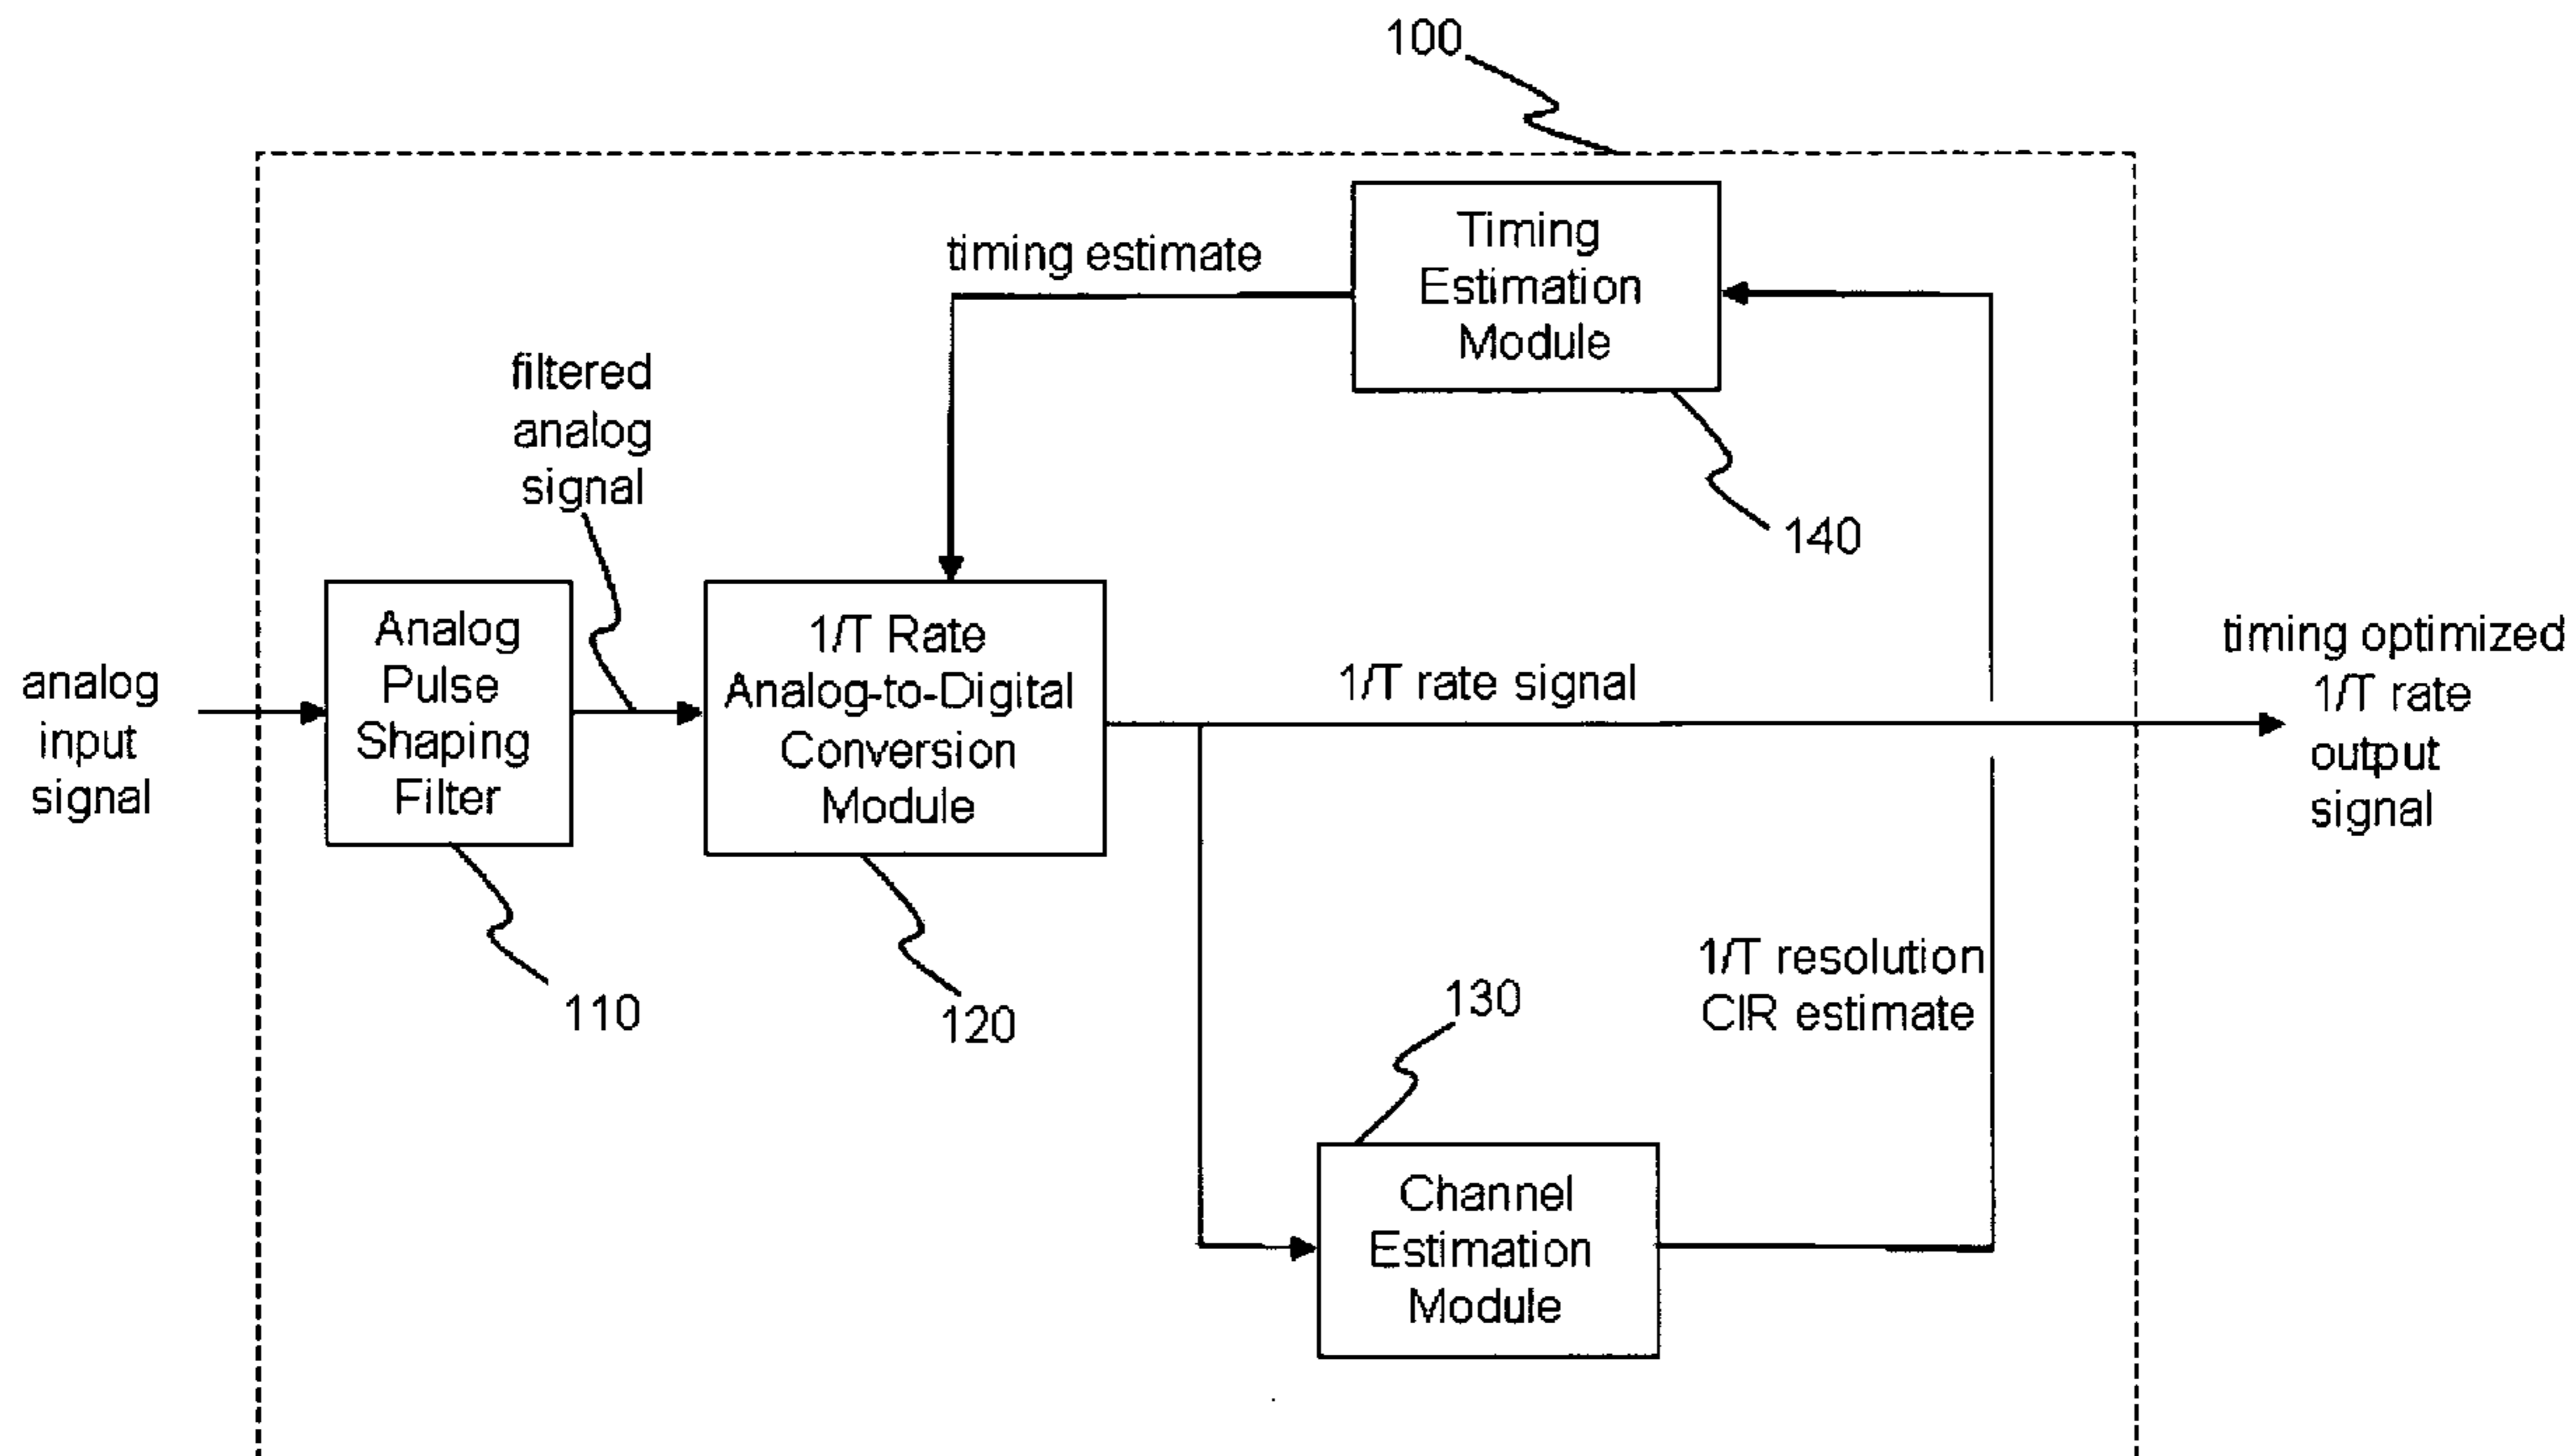 100
Timing
Estimation
Module
timing estimate
140
filtered
analog
signal
analog
input
signal
Analog
Pulse
Shaping
Filter
110
1/T Rate
Analog-to-Digital
Conversion
Module
120
1/T rate signal
timing optimized
1/T rate
output
signal
1/T resolution
CIR estimate
130
Channel
Estimation
Module